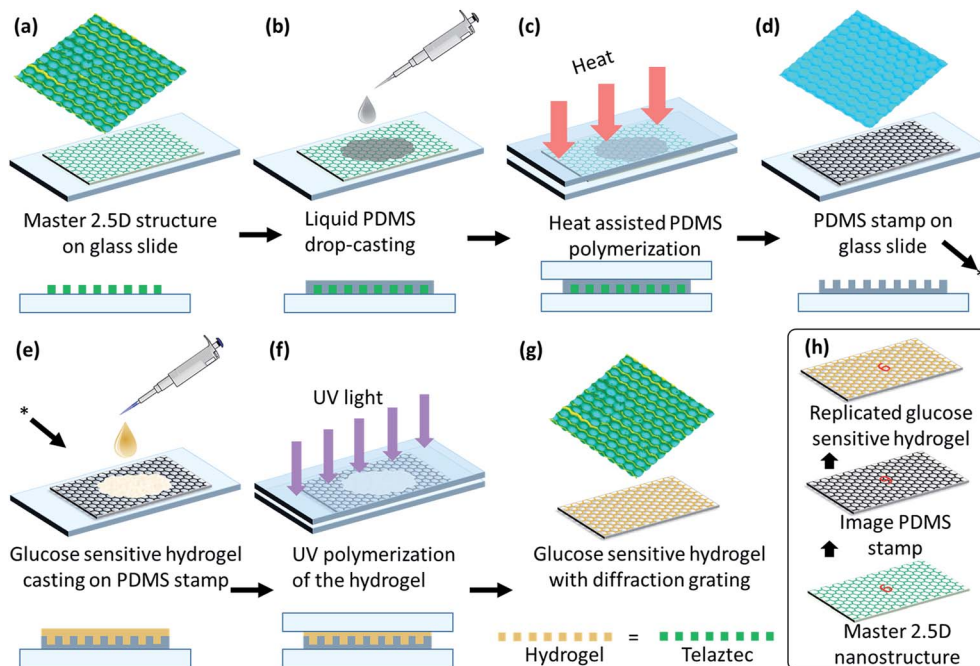 (a)
(b)
(c)
(d)
Heat
Master 2.5D structure
on glass slide
Liquid PDMS
drop-casting
Heat assisted PDMS
polymerization
PDMS stamp on
glass slide
*
(e)
(f)
(g)
(h)
*
UV light
6
Replicated glucose
sensitive hydrogel
Image PDMS
stamp
6
Master 2.5D
nanostructure
Glucose sensitive hydrogel
casting on PDMS stamp
UV polymerization
of the hydrogel
Glucose sensitive hydrogel
with diffraction grating
=
Hydrogel
Telaztec